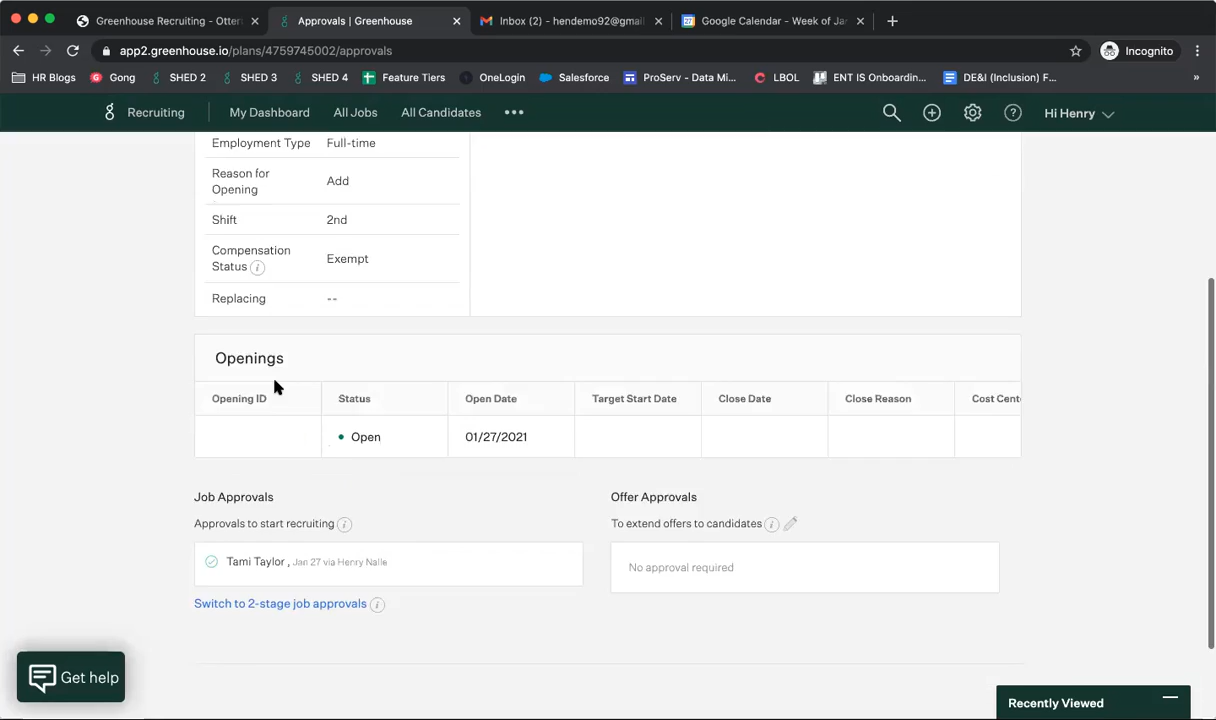 Greenhouse Recruiting - Otter
Approvals | Greenhouse
Inbox (2) - hendemo92@gmail
Google Calendar - Week of Jan
app2.greenhouse.io/plans/4759745002/approvals
Incognito
HR Blogs
Gong
SHED 2
SHED 3
SHED 4
Feature Tiers
OneLogin
Salesforce
ProServ - Data Mi...
LBOL
ENT IS Onboardin...
DE&I (Inclusion) F...
»
Recruiting
My Dashboard
All Jobs
All Candidates
•••
Hi Henry
Employment Type Full-time
Reason for
Opening
Add
Shift 2nd
Compensation
Status
Exempt
Replacing --
Openings
Opening ID Status Open Date Target Start Date Close Date Close Reason Cost Cent
Open 01/27/2021
Job Approvals
Approvals to start recruiting
Tami Taylor , Jan 27 via Henry Nalle
Switch to 2-stage job approvals
Offer Approvals
To extend offers to candidates
No approval required
Get help
Recently Viewed